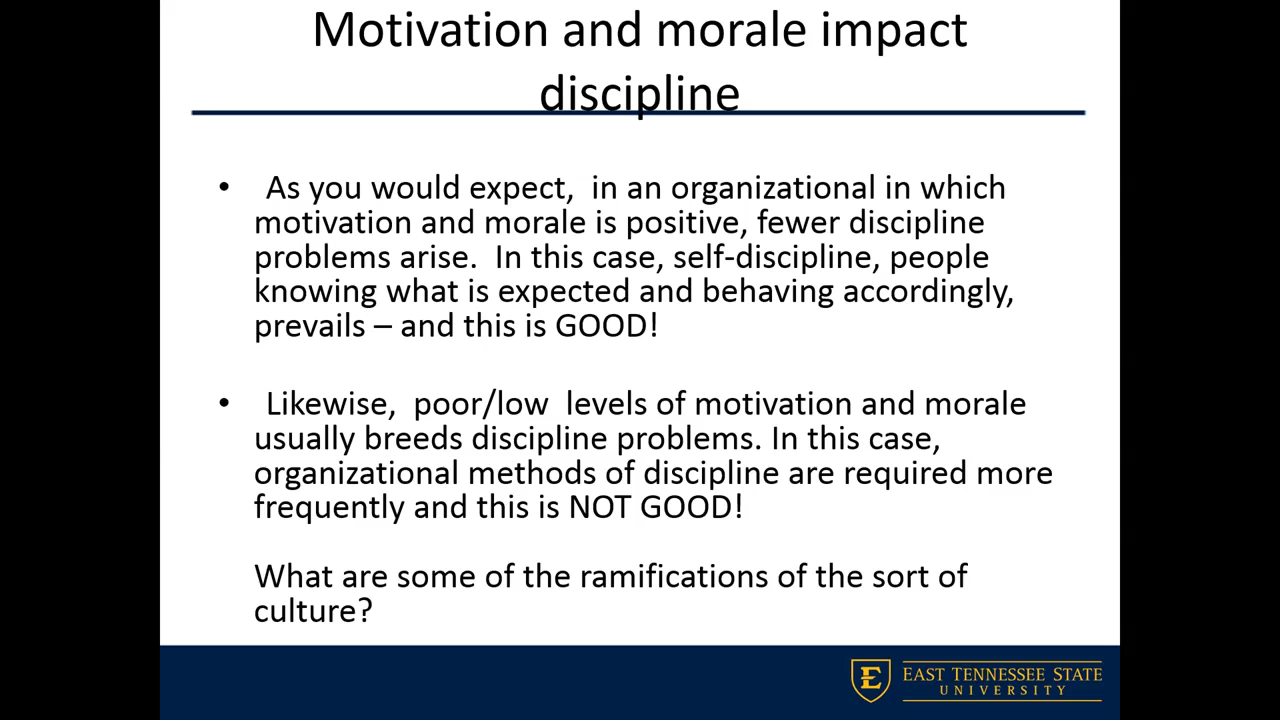 Motivation and morale impact
discipline
• As you would expet, in an organizational in which
motivation and morale is positive, fewer discipline
problems arise. In this case, self-discipline, people
knowing what is expected and behaving accordingly,
prevails – and this is GOOD!
• Likewise, poor/low levels of motivation and morale
usually breeds discipline problems. In this case,
organizational methods of discipline are required more
frequently and this is NOT GOOD!
What are some of the ramifications of the sort of
culture?
E
EAST TENNESSEE STATE
UNIVERSITY